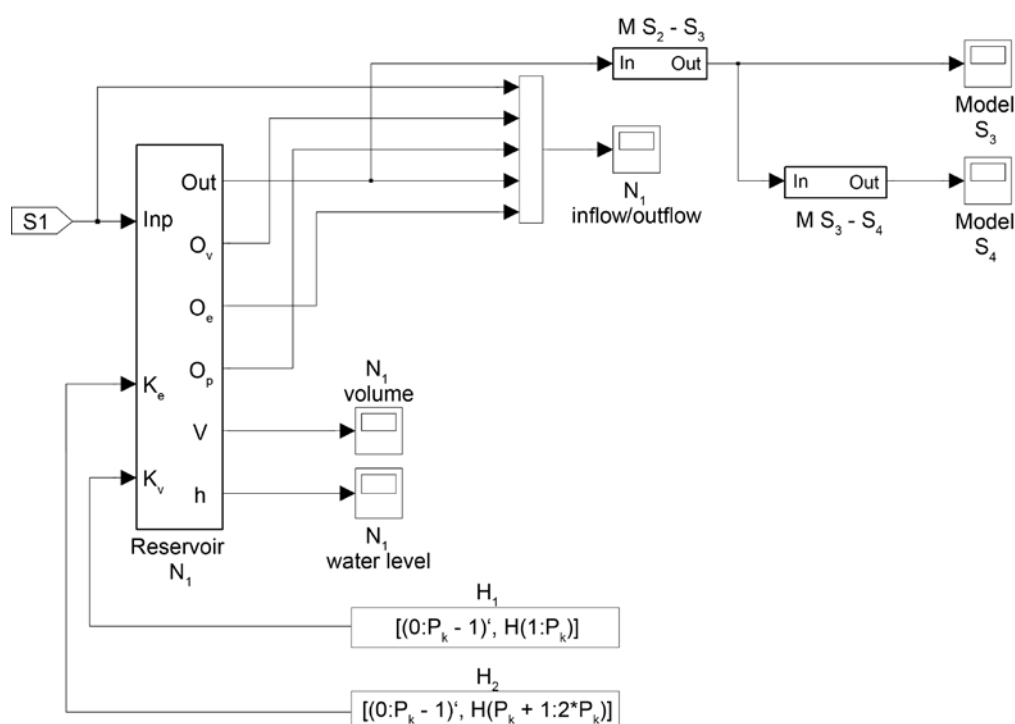 M S₂ - S₃
In Out
Model
S₃
In Out
M S₃ - S₄
Model
S₄
N₁
inflow/outflow
S1
Inp
Out
Oᵥ
Oₑ
Oₚ
Kₑ
V
Kᵥ
h
Reservoir
N₁
N₁
volume
N₁
water level
H₁
[(0:Pₖ - 1)‘, H(1:Pₖ)]
H₂
[(0:Pₖ - 1)‘, H(Pₖ + 1:2*Pₖ)]